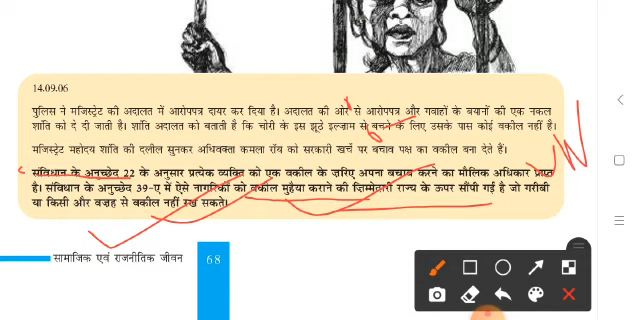 14.09.06
पुलिस ने मजिस्ट्रेट की अदालत में आरोपपत्र दायर कर दिया है। अदालत की ओर से आरोपपत्र और गवाहों के बयानों की एक नकल
शांति को दे दी जाती है। शांति अदालत को बताती है कि चोरी के इस झूठे इल्ज़ाम से बचने के लिए उसके पास कोई वकील नहीं है।
मजिस्ट्रेट महोदय शांति की दलील सुनकर अधिवक्ता कमला रॉय को सरकारी खर्चे पर बचाव पक्ष का वकील बना देते हैं।
संविधान के अनुच्छेद 22 के अनुसार प्रत्येक व्यक्ति को एक वकील के ज़रिए अपना बचाव करने का मौलिक अधिकार प्राप्त
है। संविधान के अनुच्छेद 39-ए में ऐसे नागरिकों को वकील मुहैया कराने की ज़िम्मेदारी राज्य के ऊपर सौंपी गई है जो गरीबी
या किसी और वज़ह से वकील नहीं रख सकते।
सामाजिक एवं राजनीतिक जीवन 68